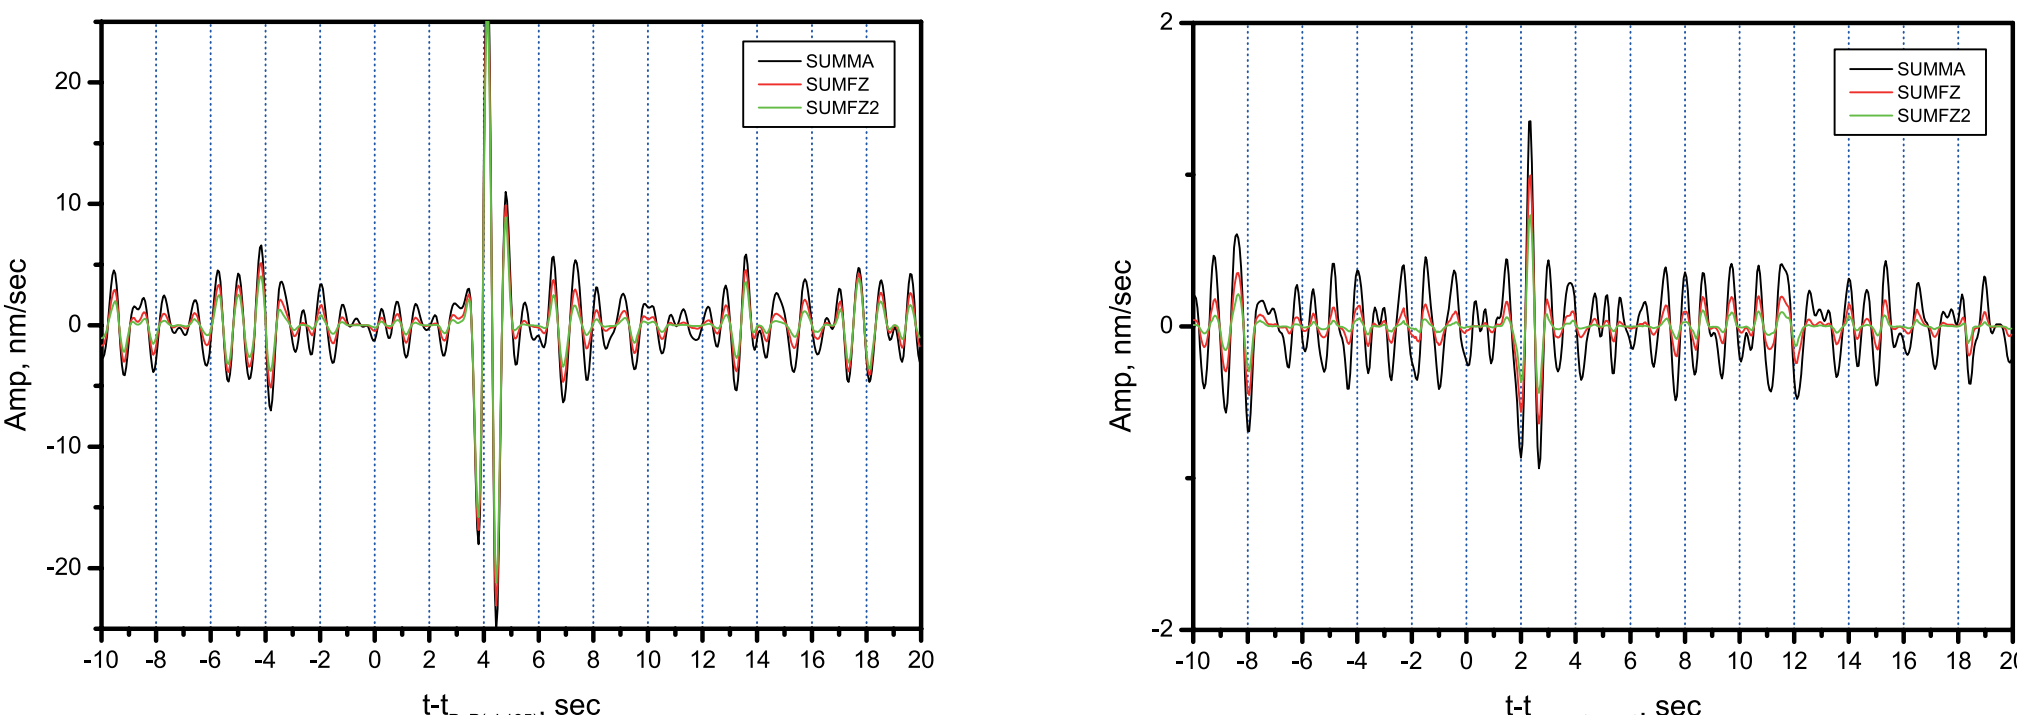 20
10
0
-10
-20
Amp, nm/sec
SUMMA
SUMFZ
SUMFZ2
-10 -8 -6 -4 -2 0 2 4 6 8 10 12 14 16 18 20
t-t , sec
2
0
-2
Amp, nm/sec
SUMMA
SUMFZ
SUMFZ2
-10 -8 -6 -4 -2 0 2 4 6 8 10 12 14 16 18
t-t , sec